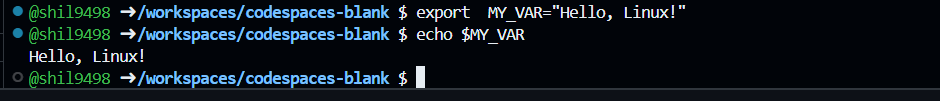 @shil9498 ➜/workspaces/codespaces-blank $ export  MY_VAR="Hello, Linux!"
@shil9498 ➜/workspaces/codespaces-blank $ echo $MY_VAR
Hello, Linux!
@shil9498 ➜/workspaces/codespaces-blank $